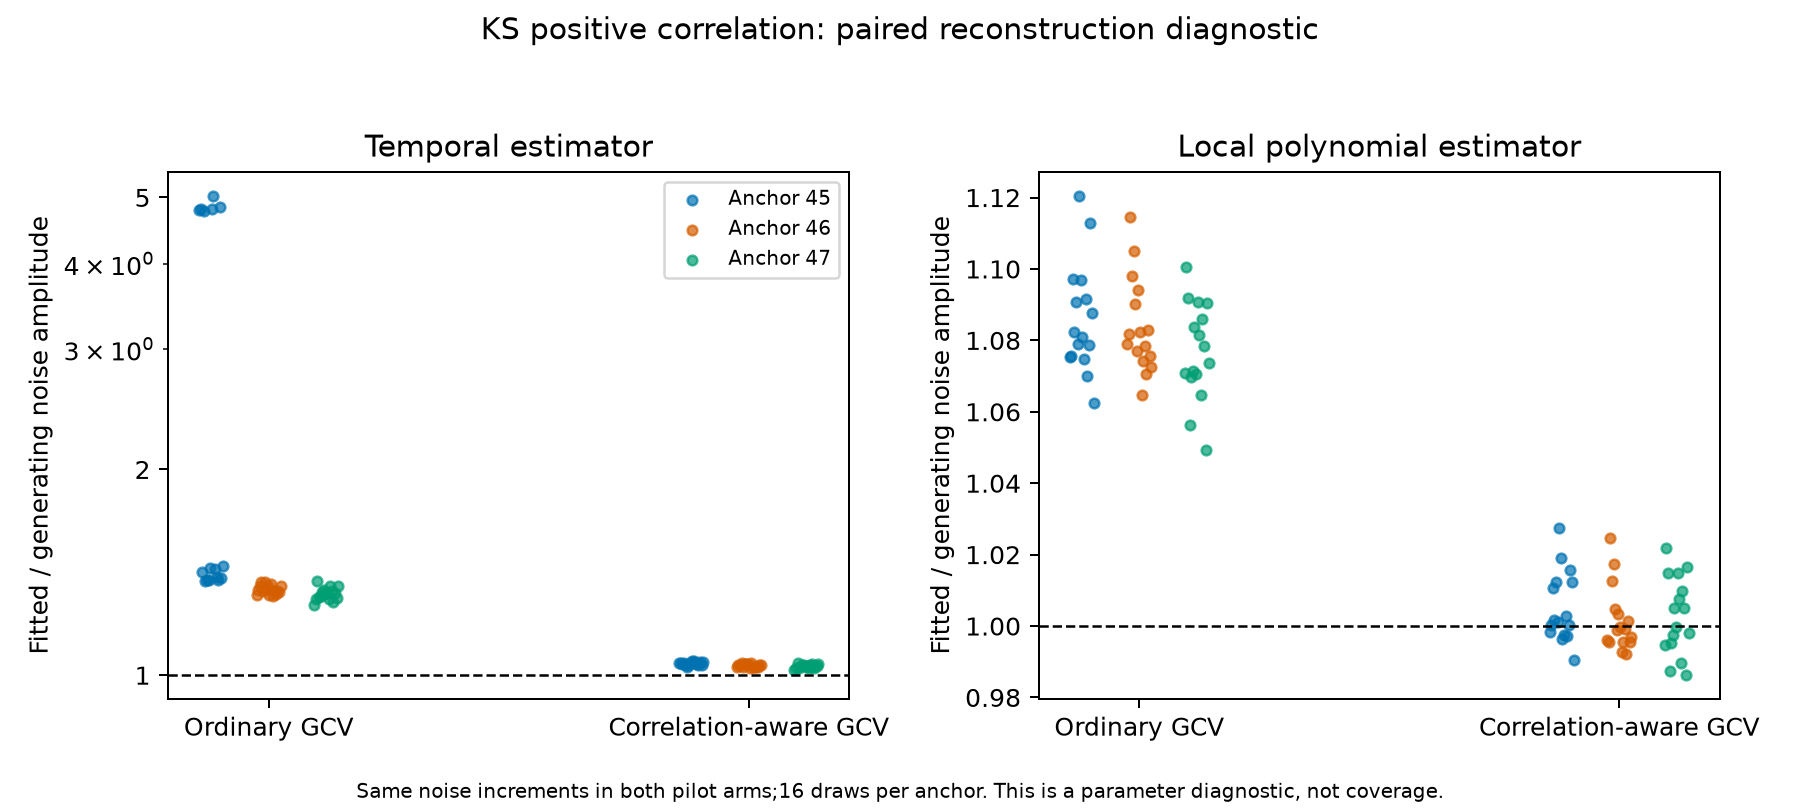 KS positive correlation: paired reconstruction diagnostic
Temporal estimator
Fitted / generating noise amplitude
5
4 × 10⁰
3 × 10⁰
2
1
Anchor 45
Anchor 46
Anchor 47
Ordinary GCV
Correlation-aware GCV
Local polynomial estimator
Fitted / generating noise amplitude
1.12
1.10
1.08
1.06
1.04
1.02
1.00
0.98
Ordinary GCV
Correlation-aware GCV
Same noise increments in both pilot arms;16 draws per anchor. This is a parameter diagnostic, not coverage.